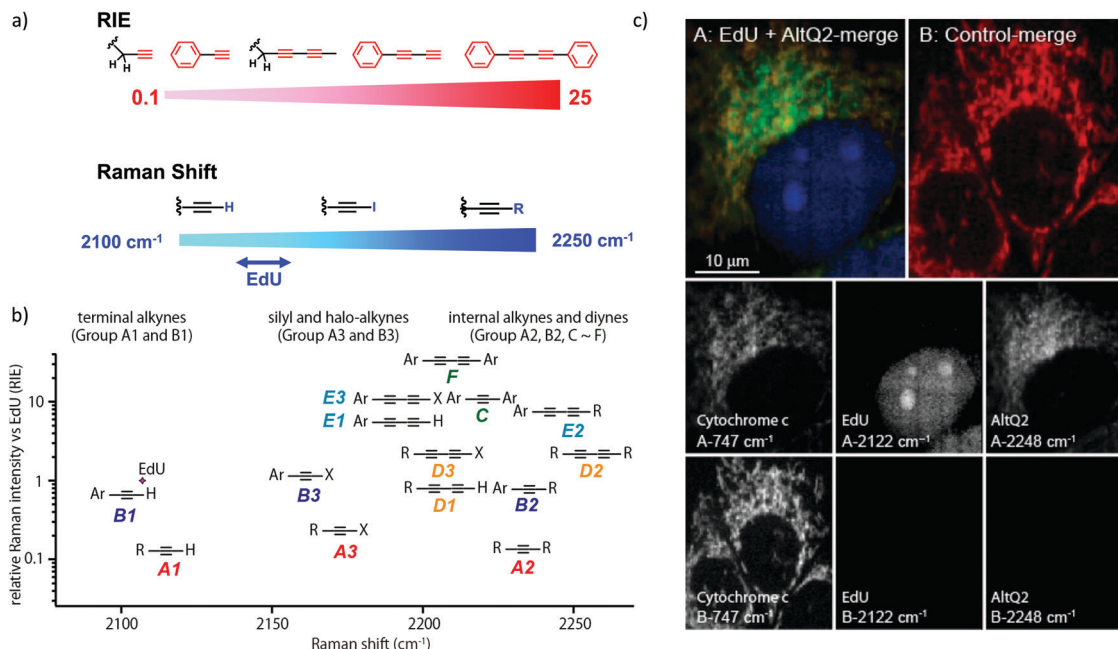 a)
RIE
H
H
H
H
0.1
25
Raman Shift
H
I
R
2100 cm-1
2250 cm-1
EdU
b)
terminal alkynes
(Group A1 and B1)
silyl and halo-alkynes
(Group A3 and B3)
internal alkynes and diynes
(Group A2, B2, C ~ F)
relative Raman intensity vs EdU (RIE)
10
1
0.1
Ar Ar
F
E3 Ar X
Ar Ar
C
E1 Ar H
Ar R
E2
R X
D3
R R
D2
EdU
Ar H
B1
Ar X
B3
R H
D1
Ar R
B2
R H
A1
R X
A3
R R
A2
2100
2150
2200
2250
Raman shift (cm-1)
c)
A: EdU + AltQ2-merge
10 μm
B: Control-merge
Cytochrome c
A-747 cm-1
EdU
A-2122 cm-1
AltQ2
A-2248 cm-1
Cytochrome c
B-747 cm-1
EdU
B-2122 cm-1
AltQ2
B-2248 cm-1